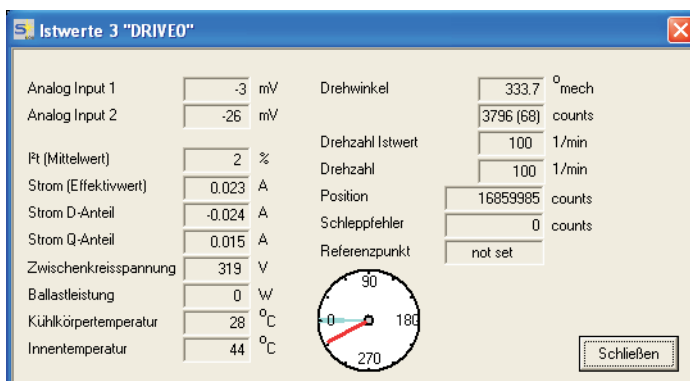 Istwerte 3 "DRIVE0"
Analog Input 1 -3 mV
Analog Input 2 -26 mV
I²t (Mittelwert) 2 %
Strom (Effektivwert) 0.023 A
Strom D-Anteil -0.024 A
Strom Q-Anteil 0.015 A
Zwischenkreisspannung 319 V
Ballastleistung 0 W
Kühlkörpertemperatur 28 °C
Innentemperatur 44 °C
Drehwinkel 333.7 °mech
3796 (68) counts
Drehzahl Istwert 100 1/min
Drehzahl 100 1/min
Position 16859985 counts
Schleppfehler 0 counts
Referenzpunkt not set
90
0 180
270
Schließen